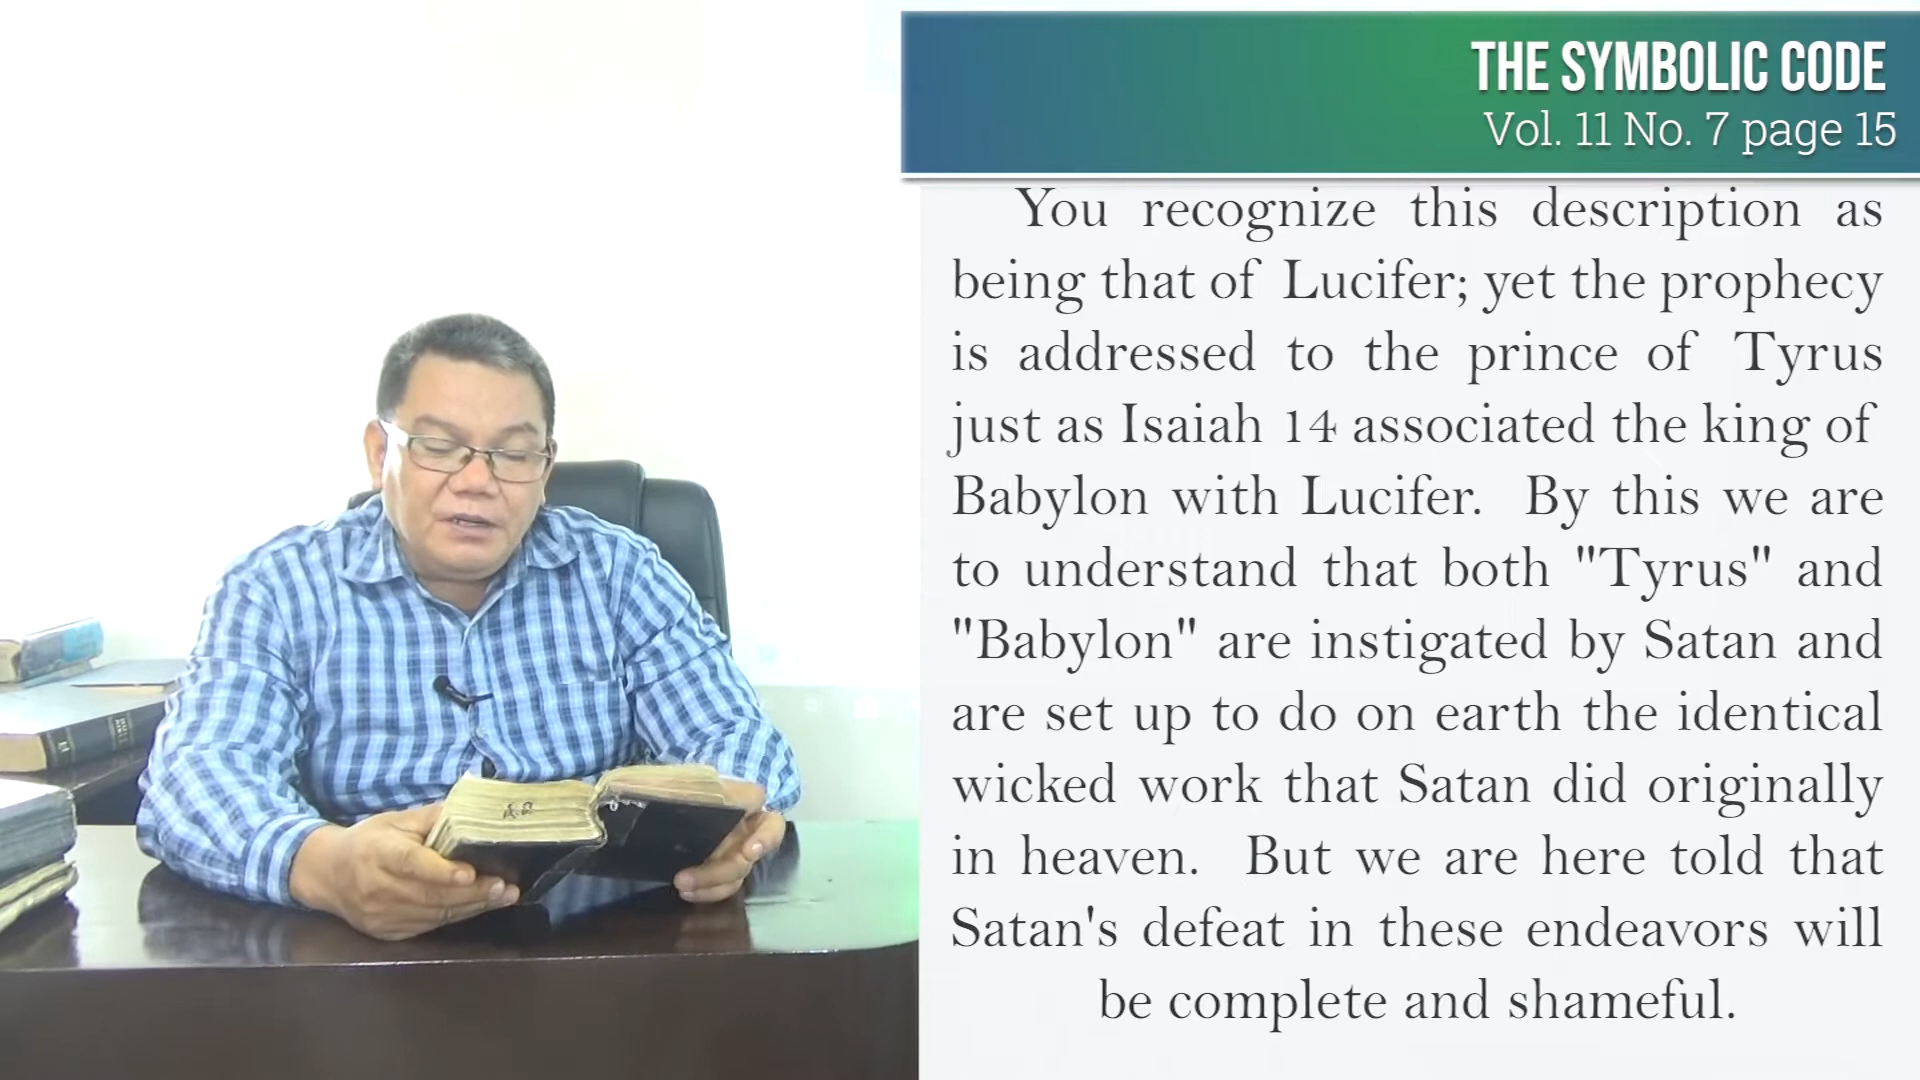 THE SYMBOLIC CODE
Vol. 11 No. 7 page 15
You recognize this description as
being that of Lucifer; yet the prophecy
is addressed to the prince of Tyrus
just as Isaiah 14 associated the king of
Babylon with Lucifer. By this we are
to understand that both "Tyrus" and
"Babylon" are instigated by Satan and
are set up to do on earth the identical
wicked work that Satan did originally
in heaven. But we are here told that
Satan's defeat in these endeavors will
be complete and shameful.